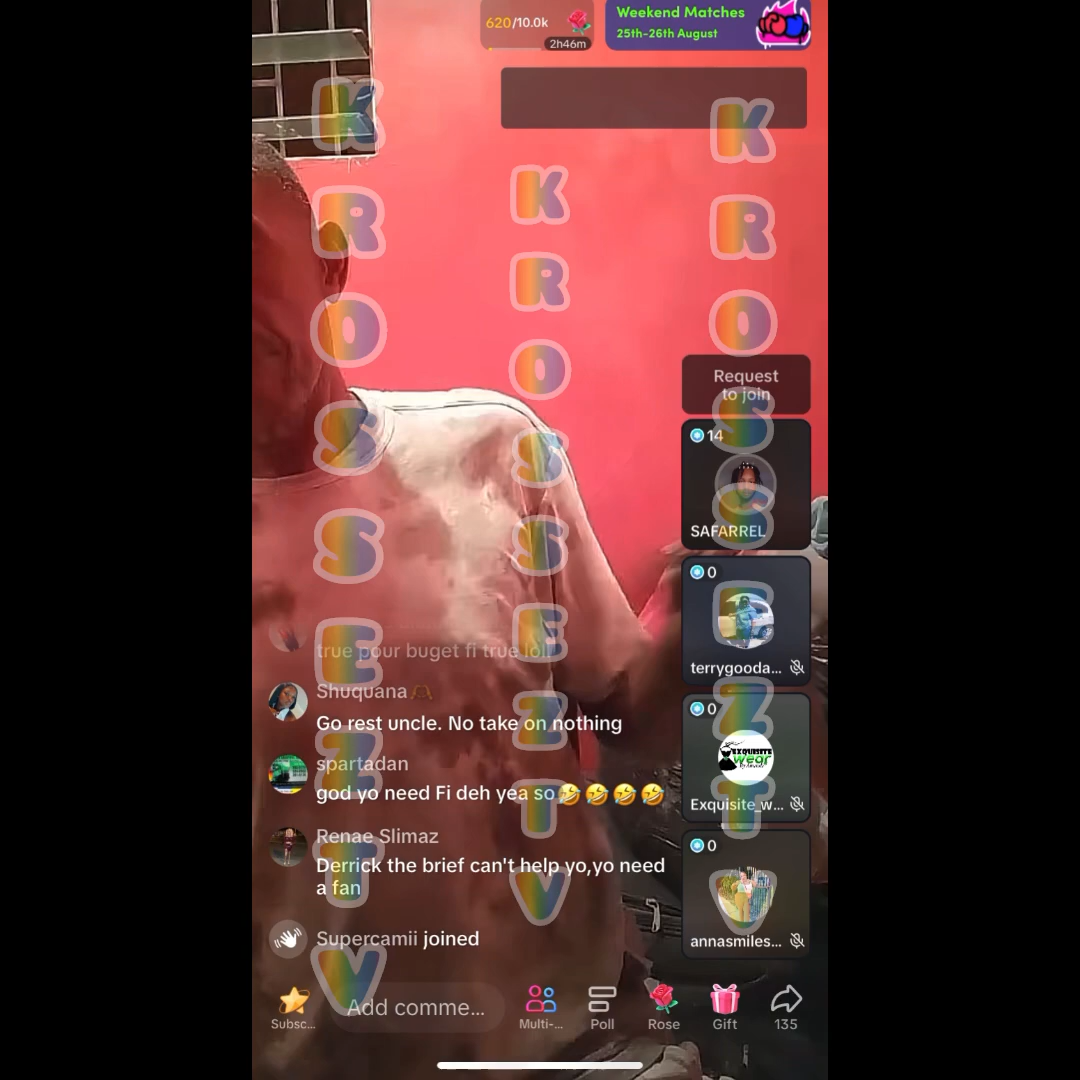 620/10.0k
2h46m
Weekend Matches
25th-26th August
KROSSEZTV
KROSSEZTV
KROSSEZTV
Request
to join
14
SAFARREL
0
terrygooda...
0
EXQUISITE
wear
Exquisite_w...
0
annasmiles...
true pour buget fi true lol
Shuquana
Go rest uncle. No take on nothing
spartadan
god yo need Fi deh yea so🤣🤣🤣🤣
Renae Slimaz
Derrick the brief can't help yo,yo need
a fan
Supercamii joined
Subsc...
Add comme...
Multi-...
Poll
Rose
Gift
135